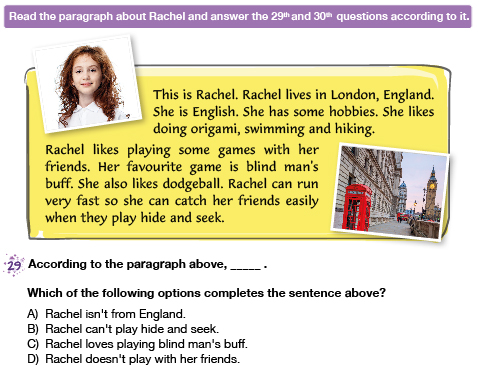 Read the paragraph about Rachel and answer the 29th and 30th questions according to it.
This is Rachel. Rachel lives in London, England.
She is English. She has some hobbies. She likes
doing origami, swimming and hiking.
Rachel likes playing some games with her
friends. Her favourite game is blind man's
buff. She also likes dodgeball. Rachel can run
very fast so she can catch her friends easily
when they play hide and seek.
29 According to the paragraph above, _____ .
Which of the following options completes the sentence above?
A) Rachel isn't from England.
B) Rachel can't play hide and seek.
C) Rachel loves playing blind man's buff.
D) Rachel doesn't play with her friends.